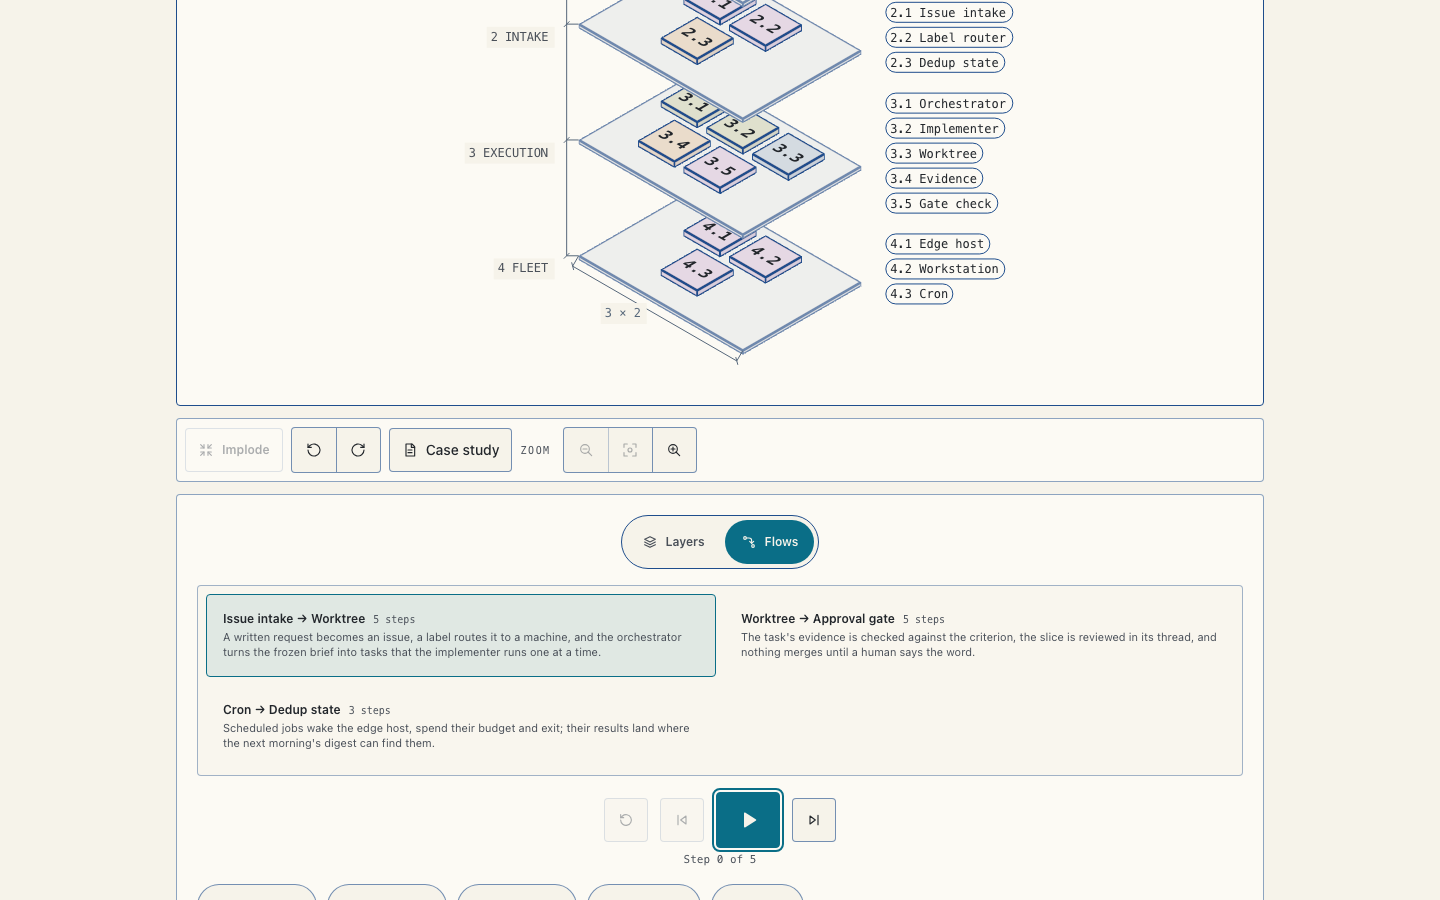 2.1 Issue intake
2.2 Label router
2.3 Dedup state
2 INTAKE
.1
2.2
2.3
3.1 Orchestrator
3.2 Implementer
3.3 Worktree
3.4 Evidence
3.5 Gate check
3 EXECUTION
3.1
3.2
3.3
3.4
3.5
4.1 Edge host
4.2 Workstation
4.3 Cron
4 FLEET
4.1
4.2
4.3
3 × 2
Implode
Case study
ZOOM
Layers
Flows
Issue intake → Worktree 5 steps
A written request becomes an issue, a label routes it to a machine, and the orchestrator
turns the frozen brief into tasks that the implementer runs one at a time.
Worktree → Approval gate 5 steps
The task's evidence is checked against the criterion, the slice is reviewed in its thread, and
nothing merges until a human says the word.
Cron → Dedup state 3 steps
Scheduled jobs wake the edge host, spend their budget and exit; their results land where
the next morning's digest can find them.
Step 0 of 5